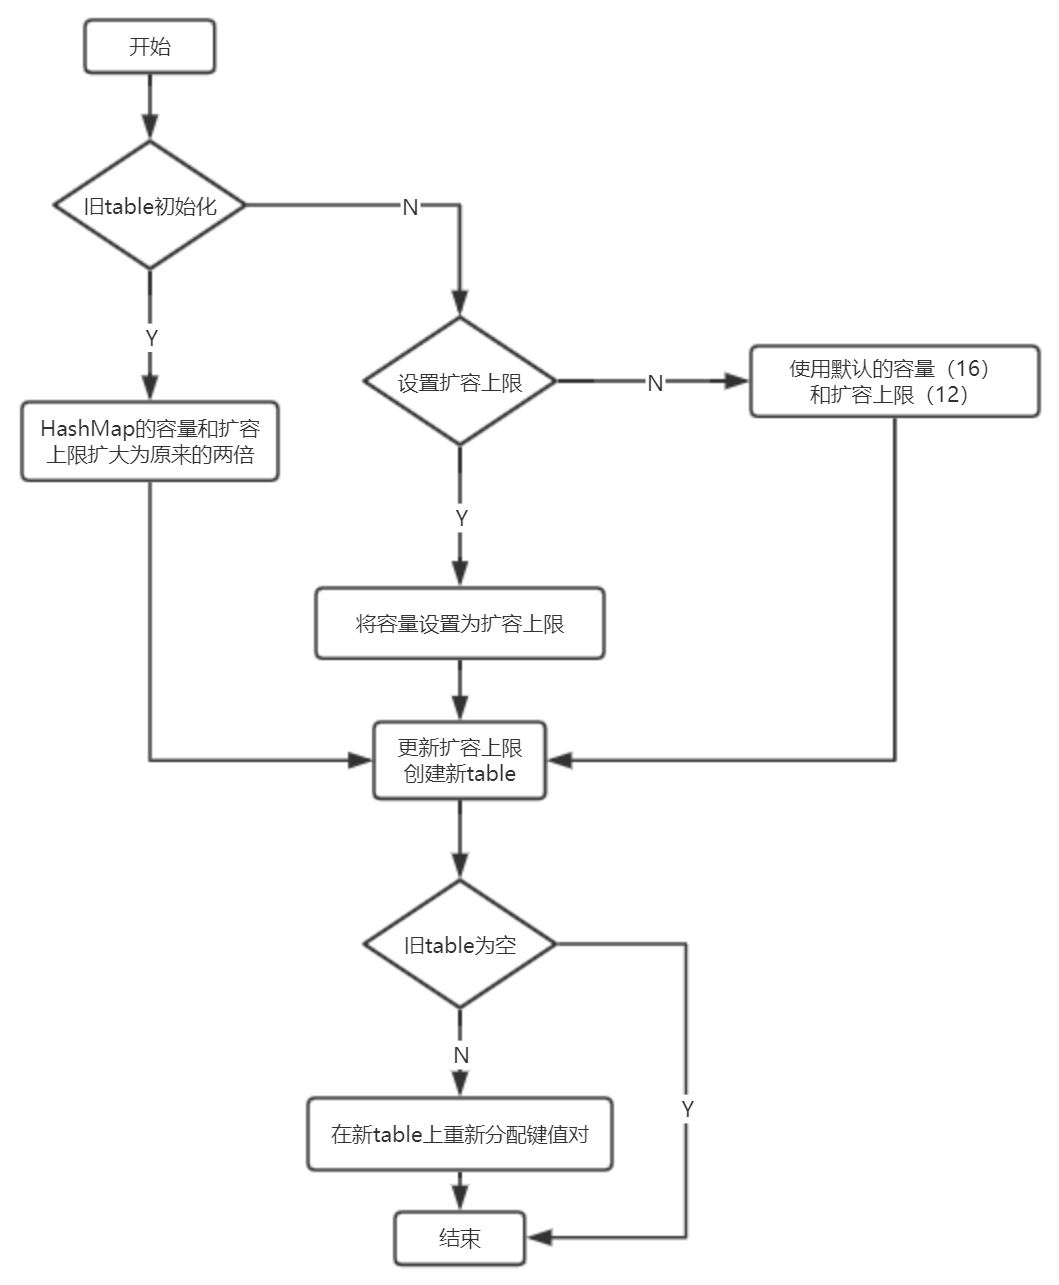 开始
旧table初始化
N
Y
设置扩容上限
N
使用默认的容量（16）
和扩容上限（12）
HashMap的容量和扩容
上限扩大为原来的两倍
Y
将容量设置为扩容上限
更新扩容上限
创建新table
旧table为空
N
Y
在新table上重新分配键值对
结束